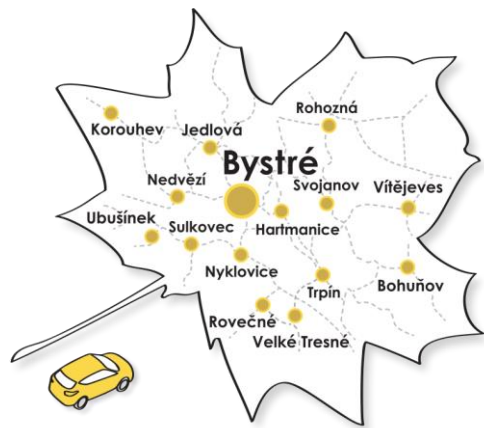 Rohozná
Korouhev
Jedlová
Bystré
Nedvězí
Svojanov
Vítějeves
Ubušínek
Sulkovec
Hartmanice
Nyklovice
Trpín
Bohuňov
Rovečné
Velké Tresné